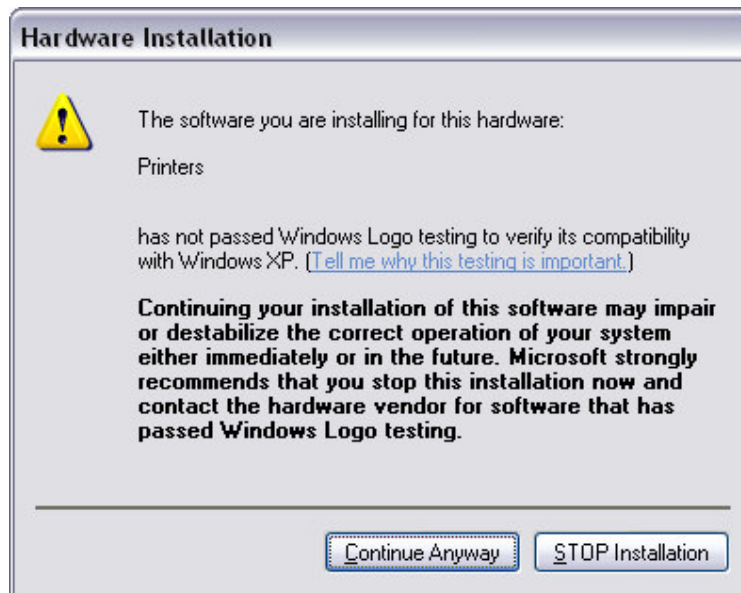 Hardware Installation
The software you are installing for this hardware:
Printers
has not passed Windows Logo testing to verify its compatibility
with Windows XP. (Tell me why this testing is important.)
Continuing your installation of this software may impair
or destabilize the correct operation of your system
either immediately or in the future. Microsoft strongly
recommends that you stop this installation now and
contact the hardware vendor for software that has
passed Windows Logo testing.
Continue Anyway
STOP Installation